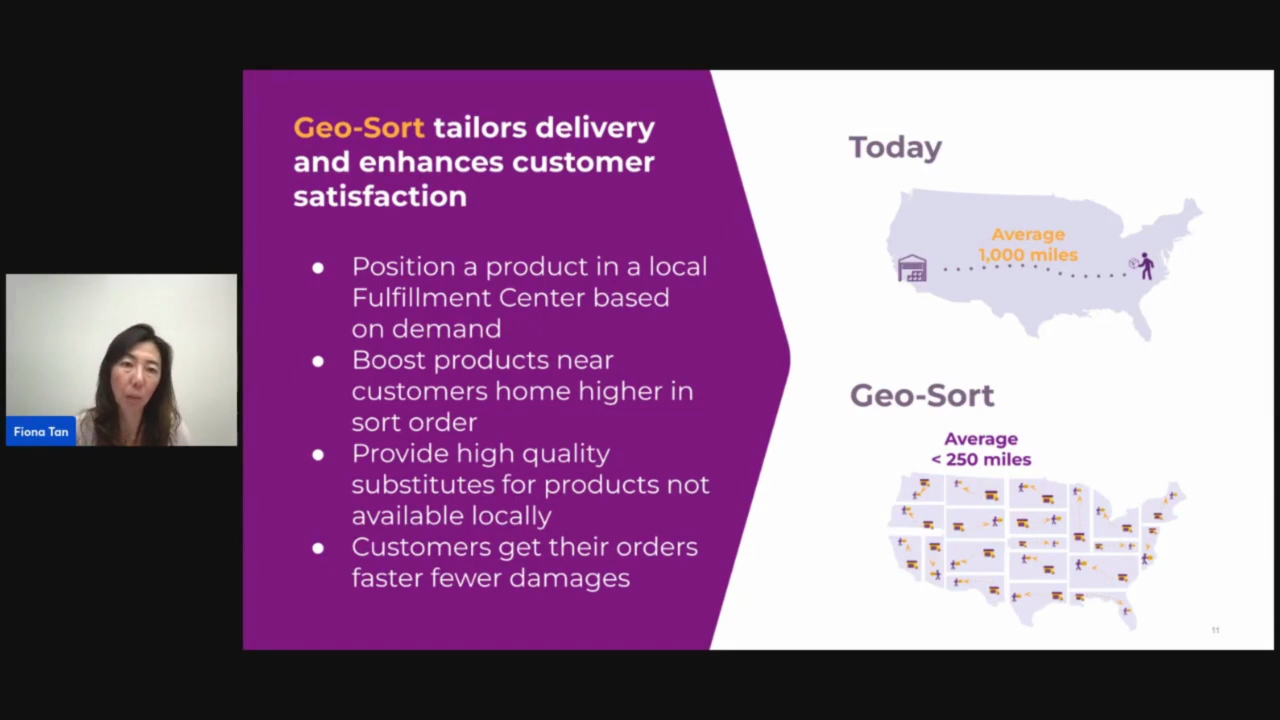 Geo-Sort tailors delivery
and enhances customer
satisfaction
● Position a product in a local
Fulfillment Center based
on demand
● Boost products near
customers home higher in
sort order
● Provide high quality
substitutes for products not
available locally
● Customers get their orders
faster fewer damages
Today
Average
1,000 miles
Geo-Sort
Average
< 250 miles
11
Fiona Tan